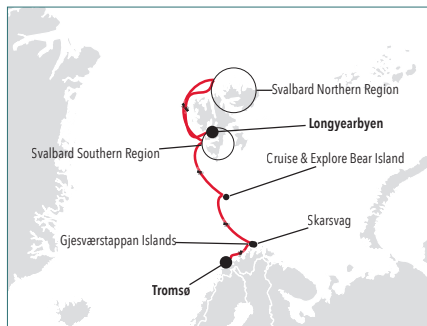 Svalbard Northern Region
Longyearbyen
Svalbard Southern Region
Cruise & Explore Bear Island
Skarsvag
Gjesværstappan Islands
Tromsø